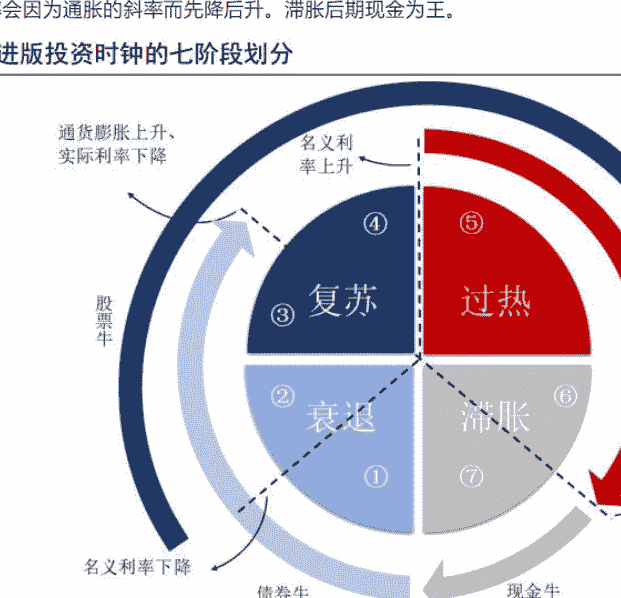 会因为通胀的斜率而先降后升。滞胀后期现金为王。
进版投资时钟的七阶段划分
通货膨胀上升、
实际利率下降
名义利
率上升
④
⑤
股
票
牛
③
复苏
过热
②
衰退
滞胀
⑥
①
⑦
名义利率下降
债券牛
现金牛